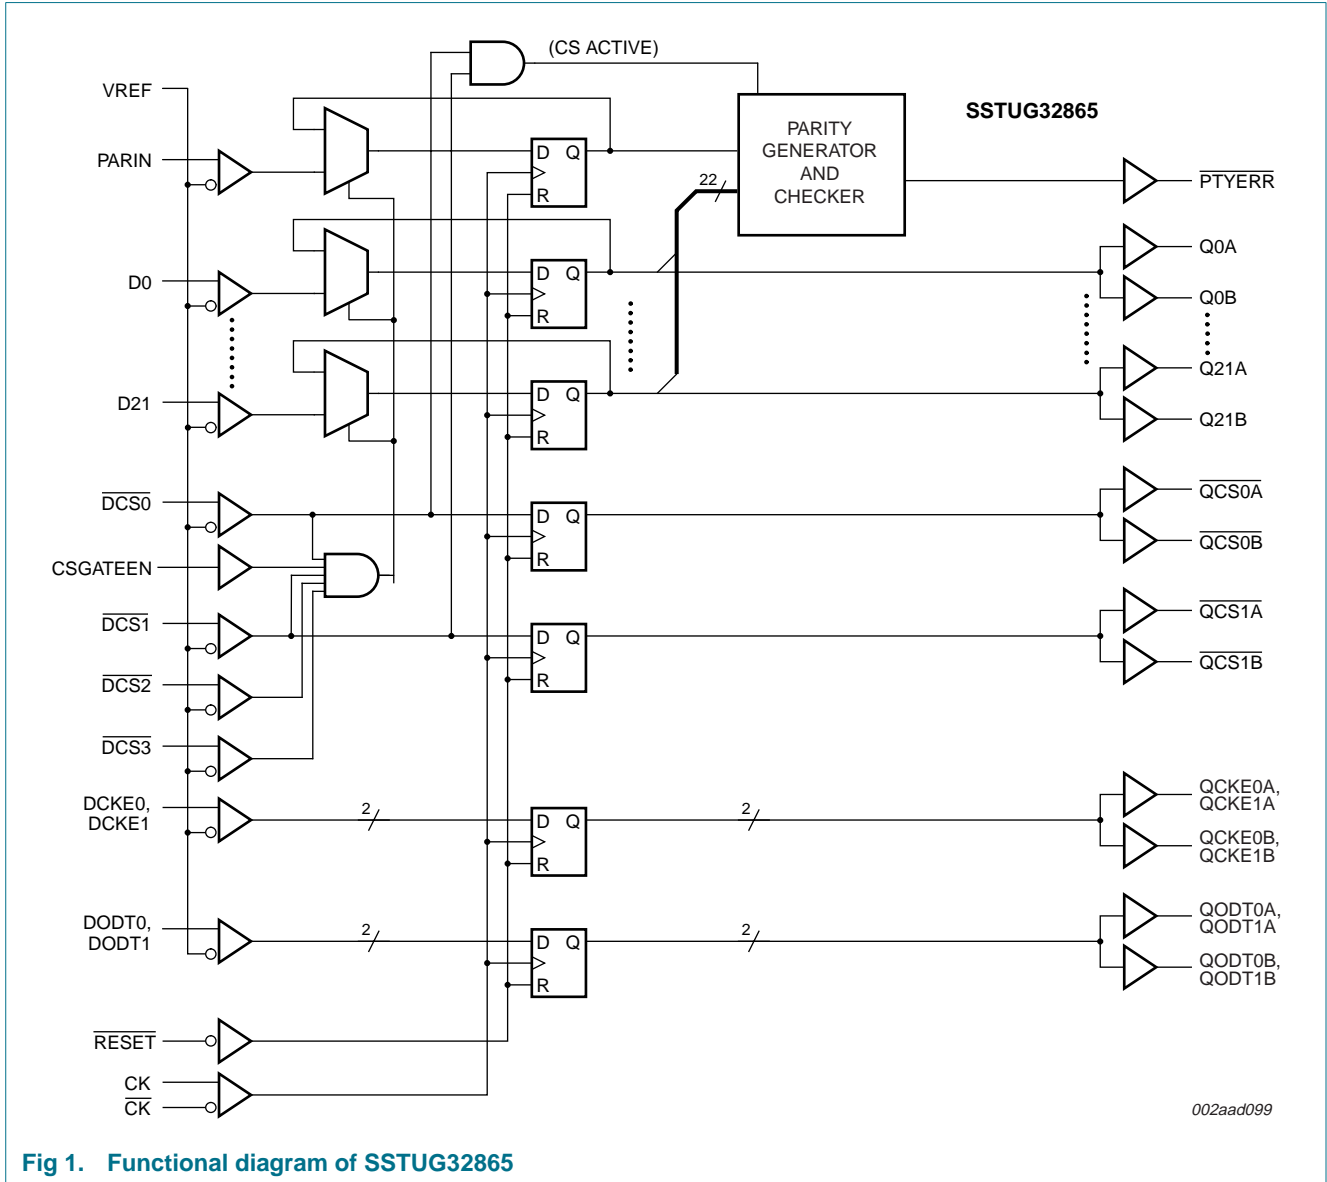 (CS ACTIVE)
VREF
SSTUG32865
PARITY
GENERATOR
AND
CHECKER
PARIN
D Q
R
22
PTYERR
D0
D Q
R
Q0A
Q0B
D21
D Q
R
Q21A
Q21B
DCS0
D Q
R
QCS0A
QCS0B
CSGATEEN
DCS1
D Q
R
QCS1A
QCS1B
DCS2
DCS3
DCKE0,
DCKE1
2
D Q
R
2
QCKE0A,
QCKE1A
QCKE0B,
QCKE1B
DODT0,
DODT1
2
D Q
R
2
QODT0A,
QODT1A
QODT0B,
QODT1B
RESET
CK
CK
002aad099
Fig 1. Functional diagram of SSTUG32865